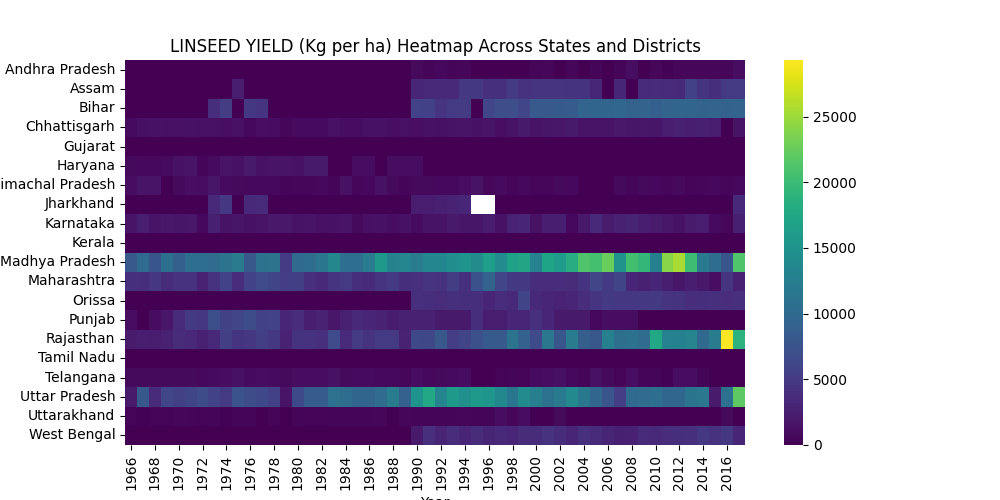 LINSEED YIELD (Kg per ha) Heatmap Across States and Districts
Andhra Pradesh
Assam
Bihar
Chhattisgarh
Gujarat
Haryana
imachal Pradesh
Jharkhand
Karnataka
Kerala
Madhya Pradesh
Maharashtra
Orissa
Punjab
Rajasthan
Tamil Nadu
Telangana
Uttar Pradesh
Uttarakhand
West Bengal
1966 1968 1970 1972 1974 1976 1978 1980 1982 1984 1986 1988 1990 1992 1994 1996 1998 2000 2002 2004 2006 2008 2010 2012 2014 2016
Year
25000
20000
15000
10000
5000
0